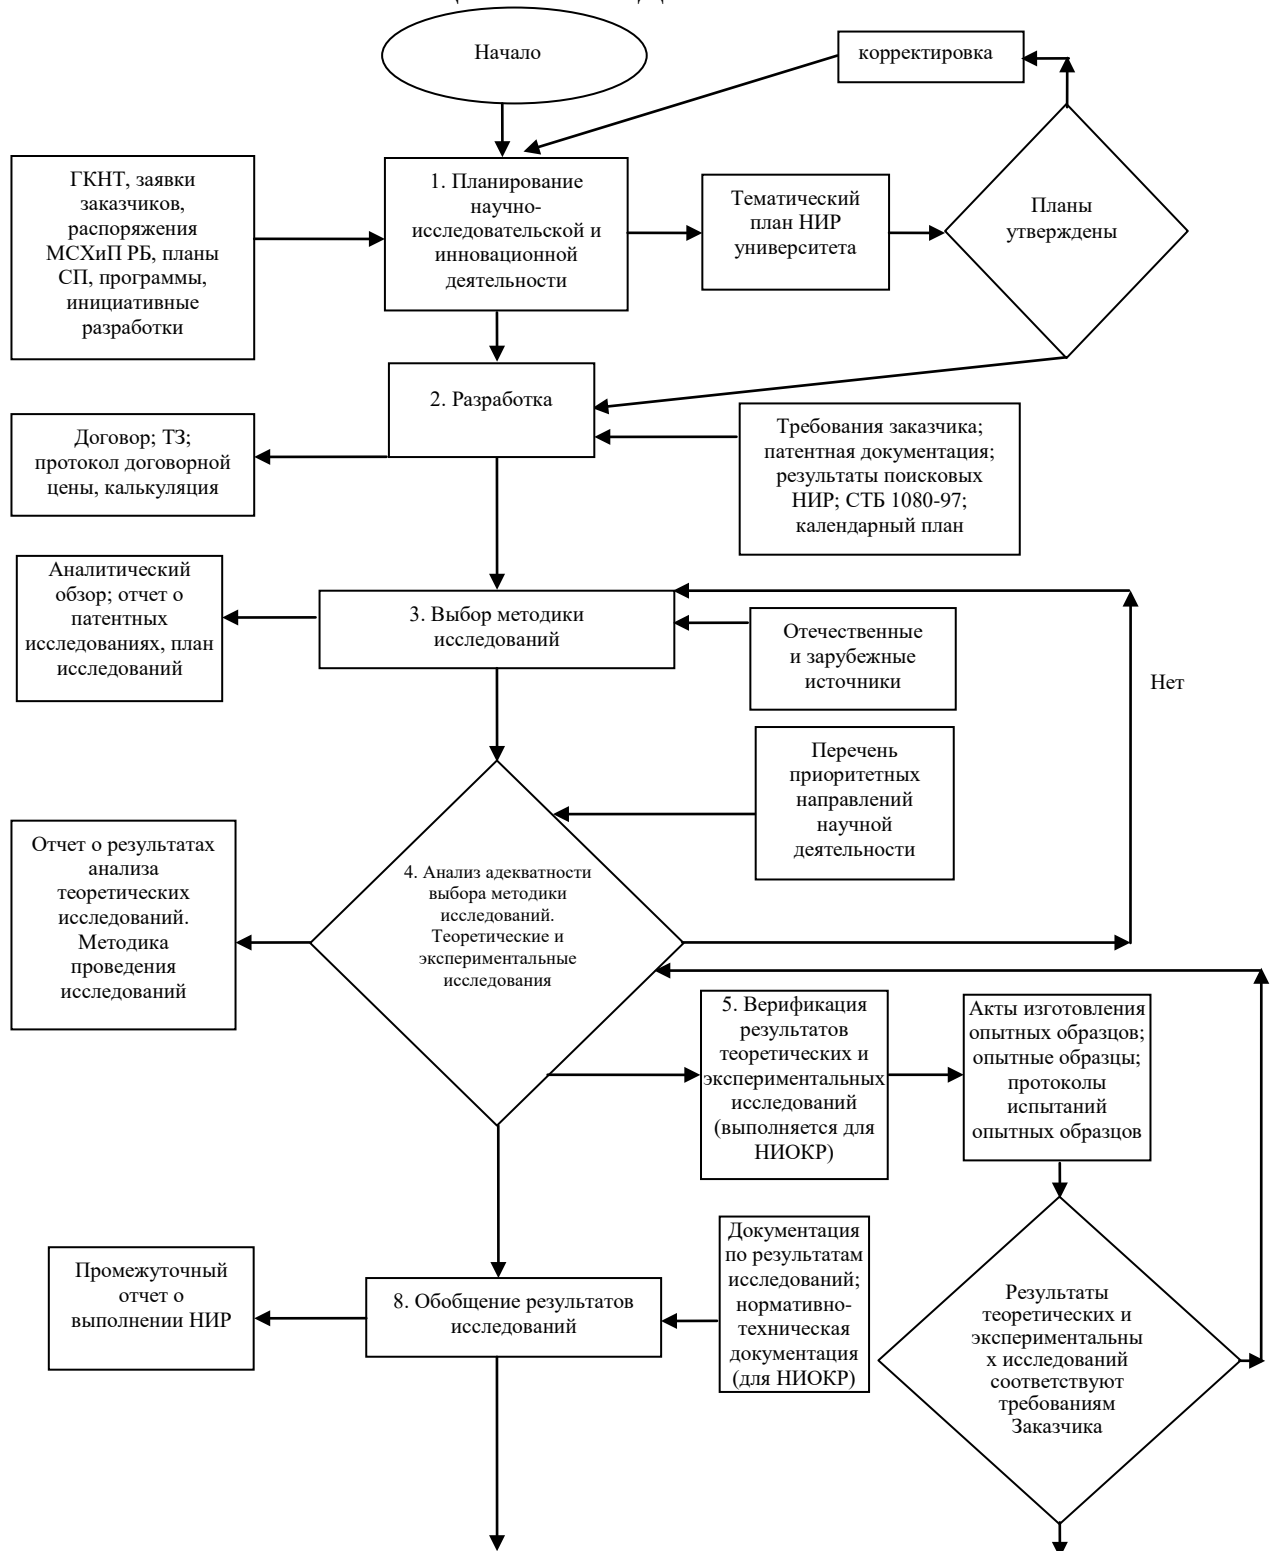 Начало
корректировка
ГКНТ, заявки
заказчиков,
распоряжения
МСХиП РБ, планы
СП, программы,
инициативные
разработки
1. Планирование
научно-
исследовательской и
инновационной
деятельности
Тематический
план НИР
университета
Планы
утверждены
2. Разработка
Договор; ТЗ;
протокол договорной
цены, калькуляция
Требования заказчика;
патентная документация;
результаты поисковых
НИР; СТБ 1080-97;
календарный план
Аналитический
обзор; отчет о
патентных
исследованиях, план
исследований
3. Выбор методики
исследований
Отечественные
и зарубежные
источники
Нет
Перечень
приоритетных
направлений
научной
деятельности
Отчет о результатах
анализа
теоретических
исследований.
Методика
проведения
исследований
4. Анализ адекватности
выбора методики
исследований.
Теоретические и
экспериментальные
исследования
5. Верификация
результатов
теоретических и
экспериментальных
исследований
(выполняется для
НИОКР)
Акты изготовления
опытных образцов;
опытные образцы;
протоколы
испытаний
опытных образцов
Промежуточный
отчет о
выполнении НИР
8. Обобщение результатов
исследований
Документация
по результатам
исследований;
нормативно-
техническая
документация
(для НИОКР)
Результаты
теоретических и
экспериментальны
х исследований
соответствуют
требованиям
Заказчика